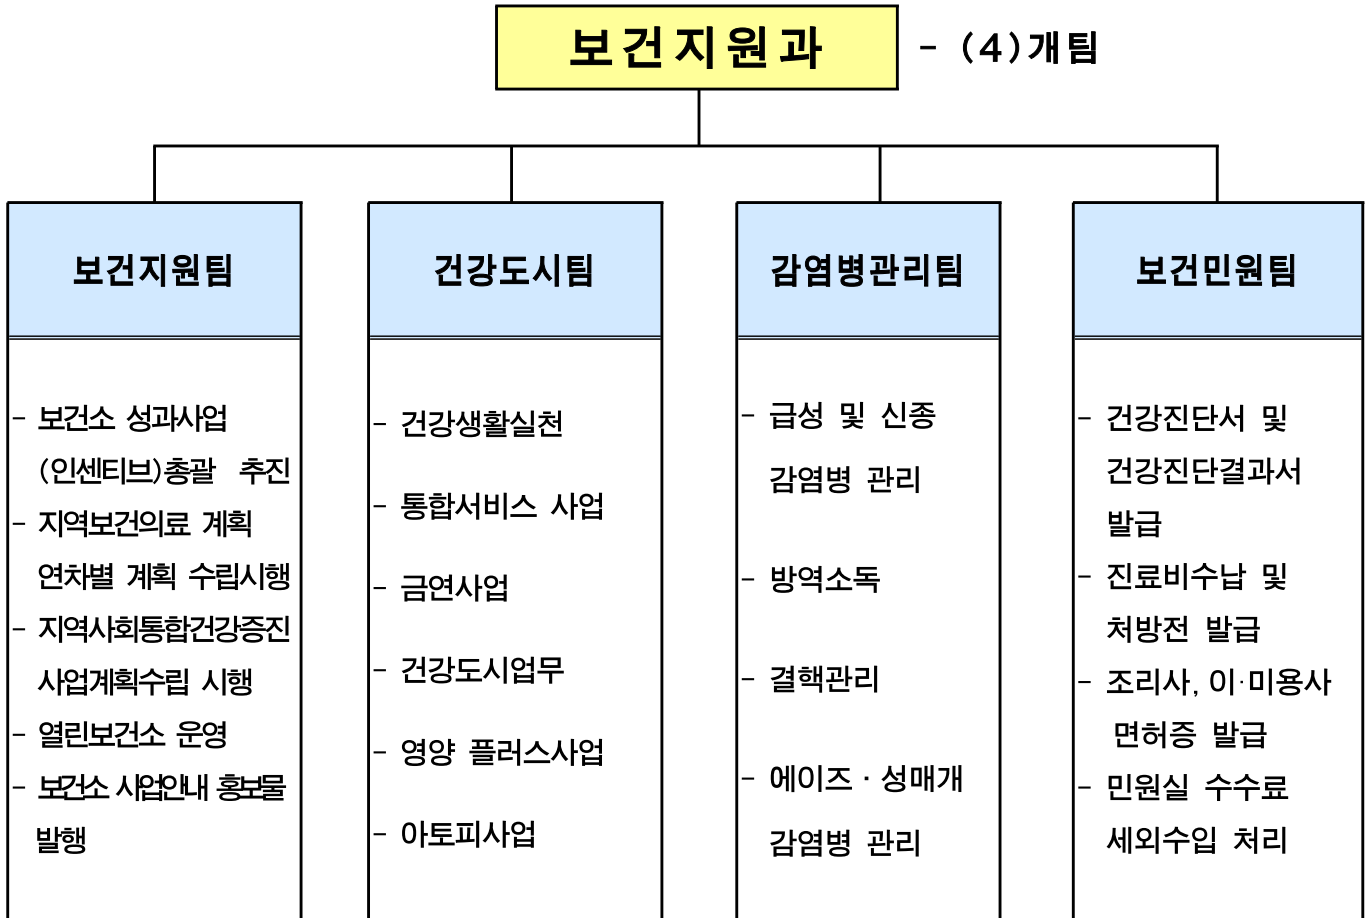 보건지원과 - (4)개팀
보건지원팀
- 보건소 성과사업
(인센티브)총괄 추진
- 지역보건의료 계획
연차별 계획 수립시행
- 지역사회통합건강증진
사업계획수립 시행
- 열린보건소 운영
- 보건소 사업안내 홍보물
발행
건강도시팀
- 건강생활실천
- 통합서비스 사업
- 금연사업
- 건강도시업무
- 영양 플러스사업
- 아토피사업
감염병관리팀
- 급성 및 신종
감염병 관리
- 방역소독
- 결핵관리
- 에이즈 · 성매개
감염병 관리
보건민원팀
- 건강진단서 및
건강진단결과서
발급
- 진료비수납 및
처방전 발급
- 조리사, 이·미용사
면허증 발급
- 민원실 수수료
세외수입 처리